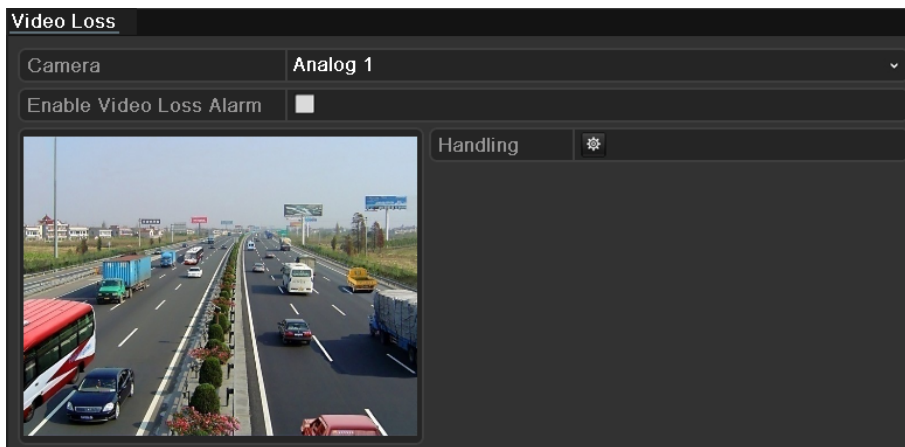 Video Loss
Camera
Analog 1
Enable Video Loss Alarm
Handling